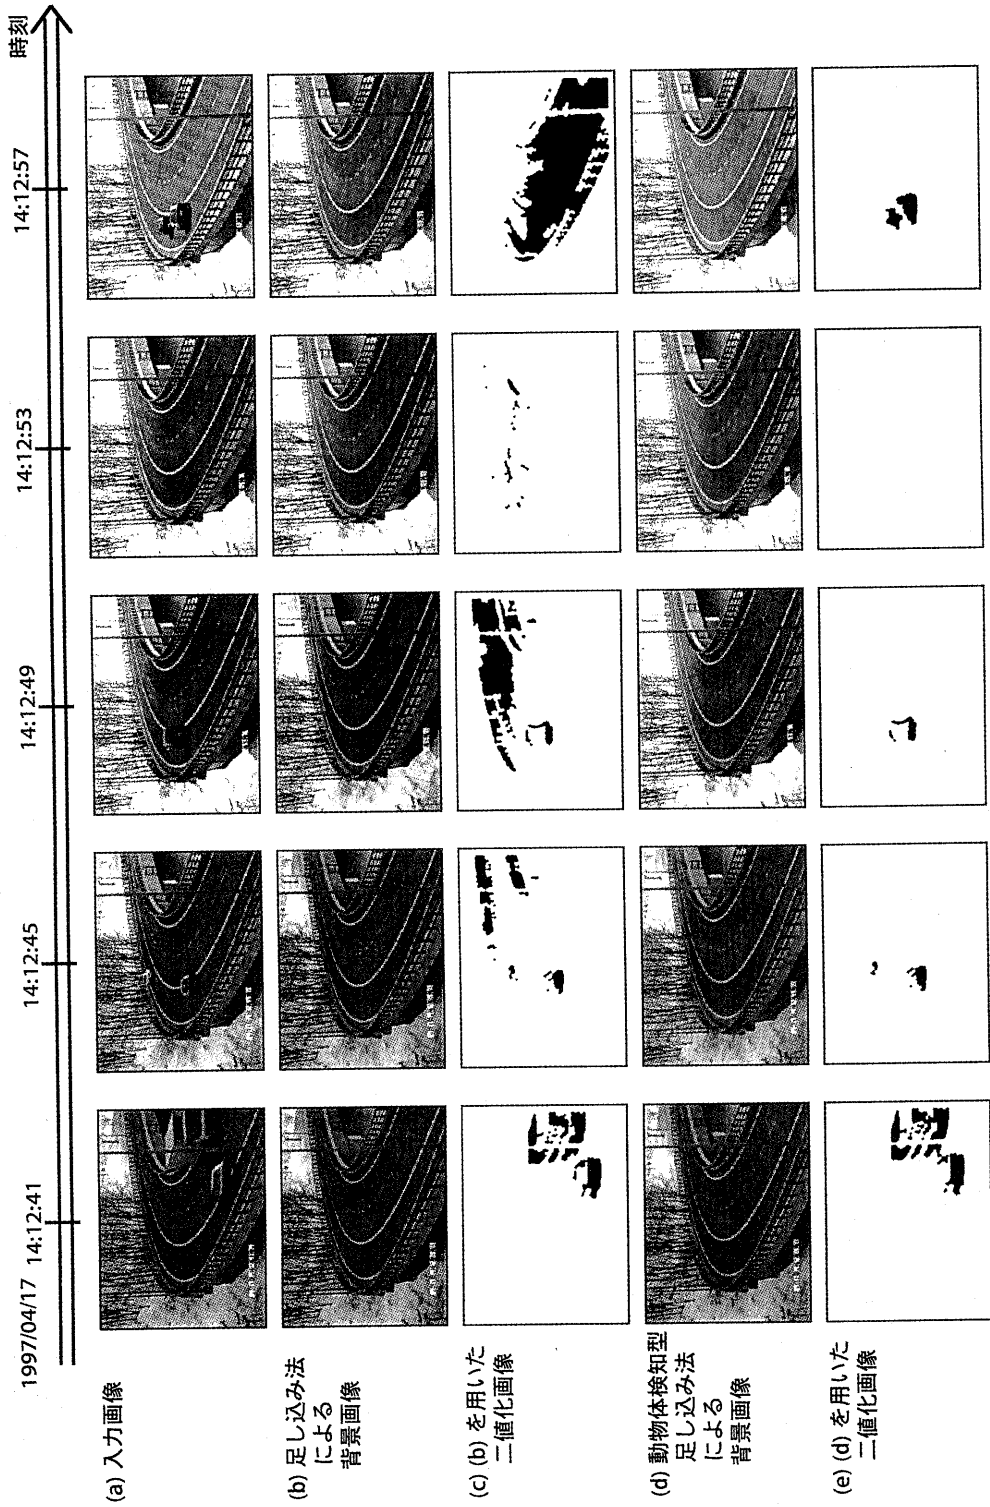 1997/04/17
14:12:41
14:12:45
14:12:49
14:12:53
14:12:57
時刻
(a) 入力画像
(b) 足し込み法
による
背景画像
(c) (b) を用いた
二値化画像
(d) 動物体検知型
足し込み法
による
背景画像
(e) (d) を用いた
二値化画像